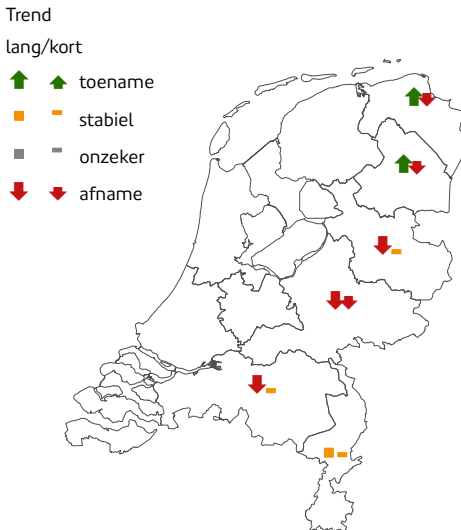 Trend
lang/kort
toename
stabiel
onzeker
afname